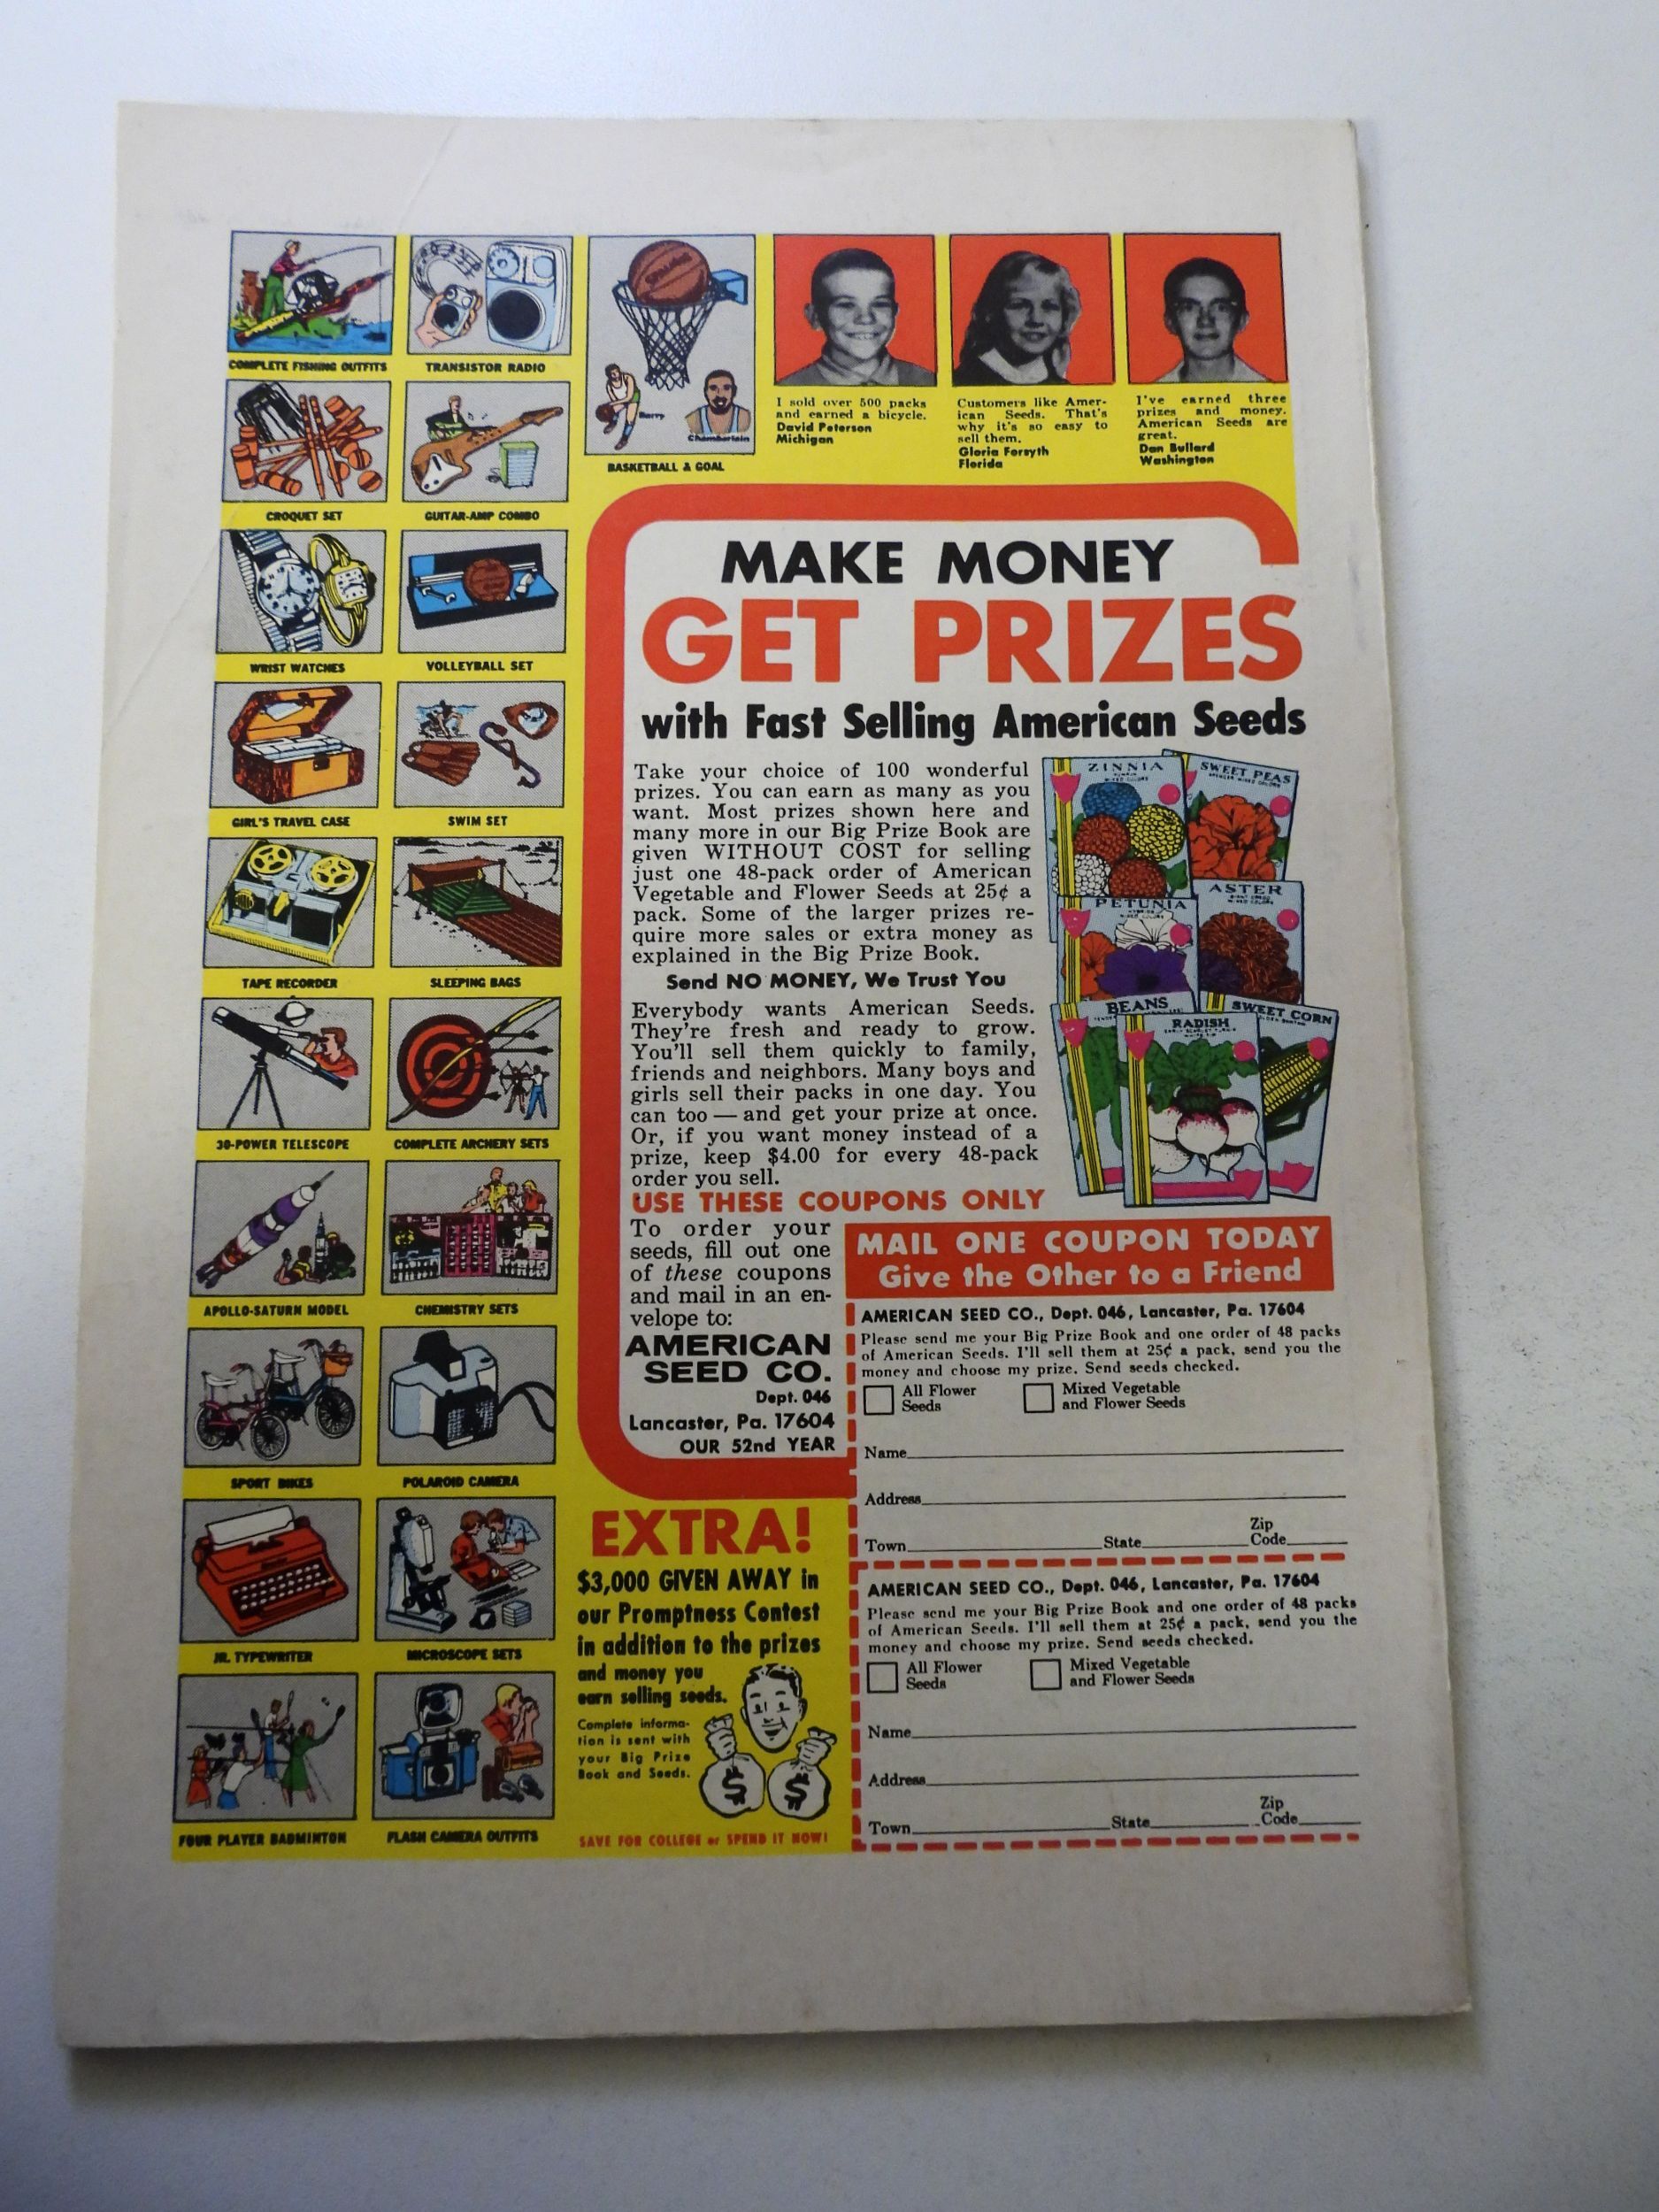 COMPLETE FISHING OUTFITS
TRANSISTOR RADIO
CROQUET SET
GUITAR-AMP COMBO
WRIST WATCHES
VOLLEYBALL SET
GIRL'S TRAVEL CASE
SWIM SET
TAPE RECORDER
SLEEPING BAGS
30-POWER TELESCOPE
COMPLETE ARCHERY SETS
APOLLO-SATURN MODEL
CHEMISTRY SETS
SPORT BIKES
POLAROID CAMERA
JR. TYPEWRITER
MICROSCOPE SETS
FOUR PLAYER BADMINTON
FLASH CAMERA OUTFITS
Spalding
Barry
Chamberlain
BASKETBALL & GOAL
I sold over 500 packs
and earned a bicycle.
David Peterson
Michigan
Customers like Amer-
ican Seeds. That's
why it's so easy to
sell them.
Gloria Forsyth
Florida
I've earned three
prizes and money.
American Seeds are
great.
Dan Bullard
Washington
MAKE MONEY
GET PRIZES
with Fast Selling American Seeds
Take your choice of 100 wonderful
prizes. You can earn as many as you
want. Most prizes shown here and
many more in our Big Prize Book are
given WITHOUT COST for selling
just one 48-pack order of American
Vegetable and Flower Seeds at 25¢ a
pack. Some of the larger prizes re-
quire more sales or extra money as
explained in the Big Prize Book.
Send NO MONEY, We Trust You
Everybody wants American Seeds.
They're fresh and ready to grow.
You'll sell them quickly to family,
friends and neighbors. Many boys and
girls sell their packs in one day. You
can too — and get your prize at once.
Or, if you want money instead of a
prize, keep $4.00 for every 48-pack
order you sell.
ZINNIA
MIXED COLORS
SWEET PEAS
SPENCER MIXED COLORS
PETUNIA
MIXED COLORS
ASTER
MIXED COLORS
BEANS
RADISH
SWEET CORN
USE THESE COUPONS ONLY
To order your
seeds, fill out one
of these coupons
and mail in an en-
velope to:
AMERICAN
SEED CO.
Dept. 046
Lancaster, Pa. 17604
OUR 52nd YEAR
MAIL ONE COUPON TODAY
Give the Other to a Friend
AMERICAN SEED CO., Dept. 046, Lancaster, Pa. 17604
Please send me your Big Prize Book and one order of 48 packs
of American Seeds. I'll sell them at 25¢ a pack, send you the
money and choose my prize. Send seeds checked.
All Flower
Seeds
Mixed Vegetable
and Flower Seeds
Name
Address
Town State Zip
Code
AMERICAN SEED CO., Dept. 046, Lancaster, Pa. 17604
Please send me your Big Prize Book and one order of 48 packs
of American Seeds. I'll sell them at 25¢ a pack, send you the
money and choose my prize. Send seeds checked.
All Flower
Seeds
Mixed Vegetable
and Flower Seeds
Name
Address
Town State Zip
Code
EXTRA!
$3,000 GIVEN AWAY in
our Promptness Contest
in addition to the prizes
and money you
earn selling seeds.
Complete informa-
tion is sent with
your Big Prize
Book and Seeds.
$ $
SAVE FOR COLLEGE or SPEND IT NOW!